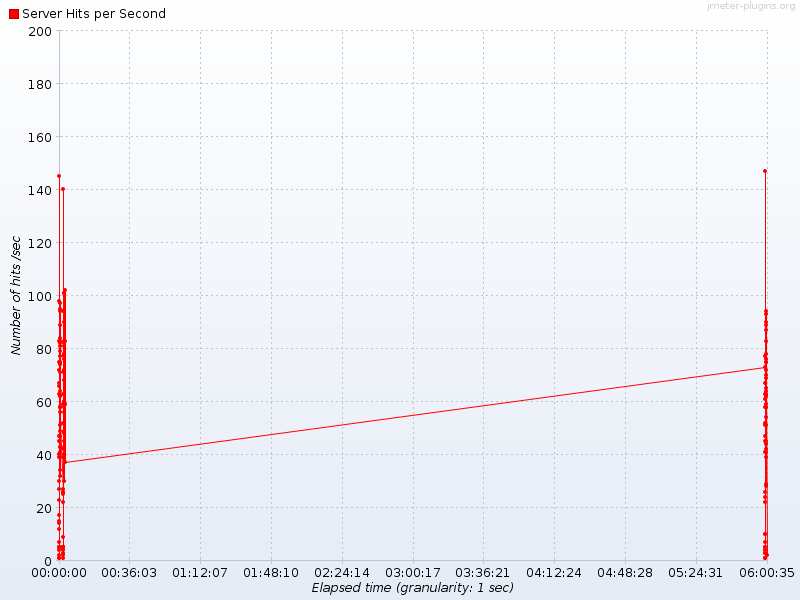 jmeter-plugins.org
Server Hits per Second
200
180
160
140
120
100
80
60
40
20
0
Number of hits /sec
00:00:00 00:36:03 01:12:07 01:48:10 02:24:14 03:00:17 03:36:21 04:12:24 04:48:28 05:24:31 06:00:35
Elapsed time (granularity: 1 sec)